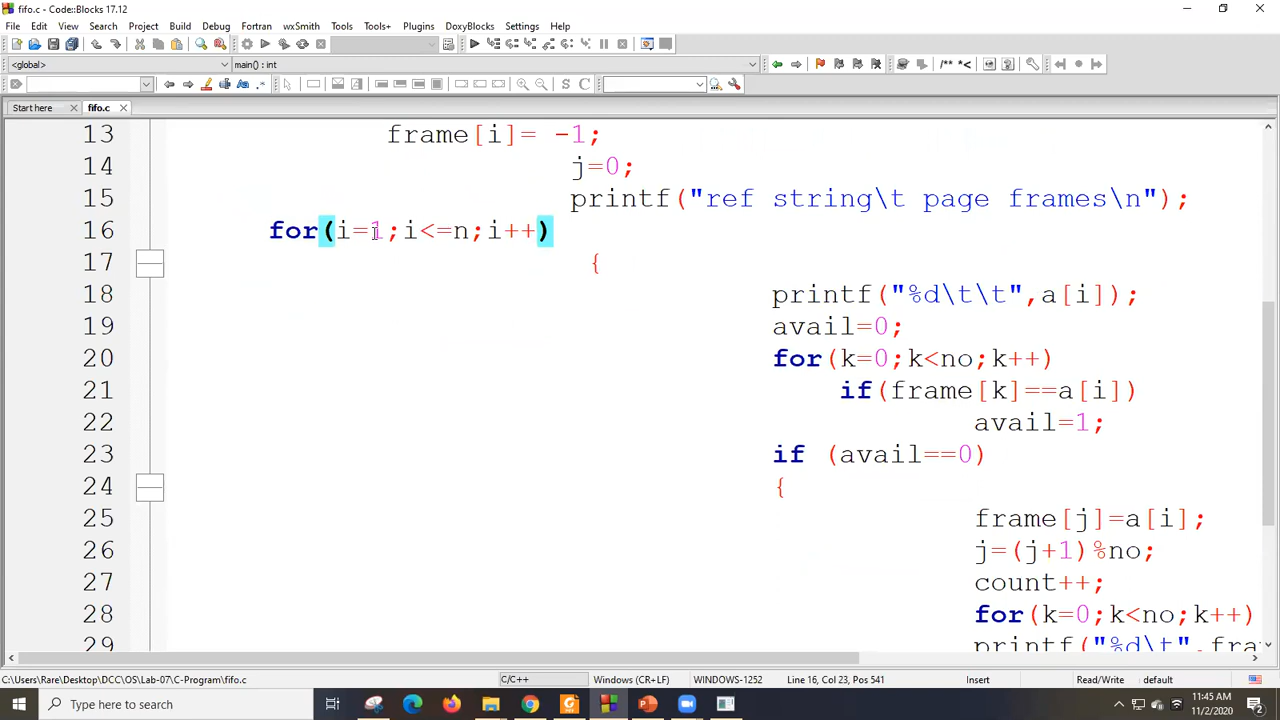 fifo.c - Code::Blocks 17.12
File Edit View Search Project Build Debug Fortran wxSmith Tools Tools+ Plugins DoxyBlocks Settings Help
<global> main() : int
/** *<
S C
Start here fifo.c
13 frame[i]= -1;
14 j=0;
15 printf("ref string\t page frames\n");
16 for(i=1;i<=n;i++)
17 {
18 printf("%d\t\t",a[i]);
19 avail=0;
20 for(k=0;k<no;k++)
21 if(frame[k]==a[i])
22 avail=1;
23 if (avail==0)
24 {
25 frame[j]=a[i];
26 j=(j+1)%no;
27 count++;
28 for(k=0;k<no;k++)
29 printf("%d\t",fram
C:\Users\Rare\Desktop\DCC\OS\Lab-07\C-Program\fifo.c C/C++ Windows (CR+LF) WINDOWS-1252 Line 16, Col 23, Pos 541 Insert Read/Write default
Type here to search
11:45 AM
11/2/2020
2